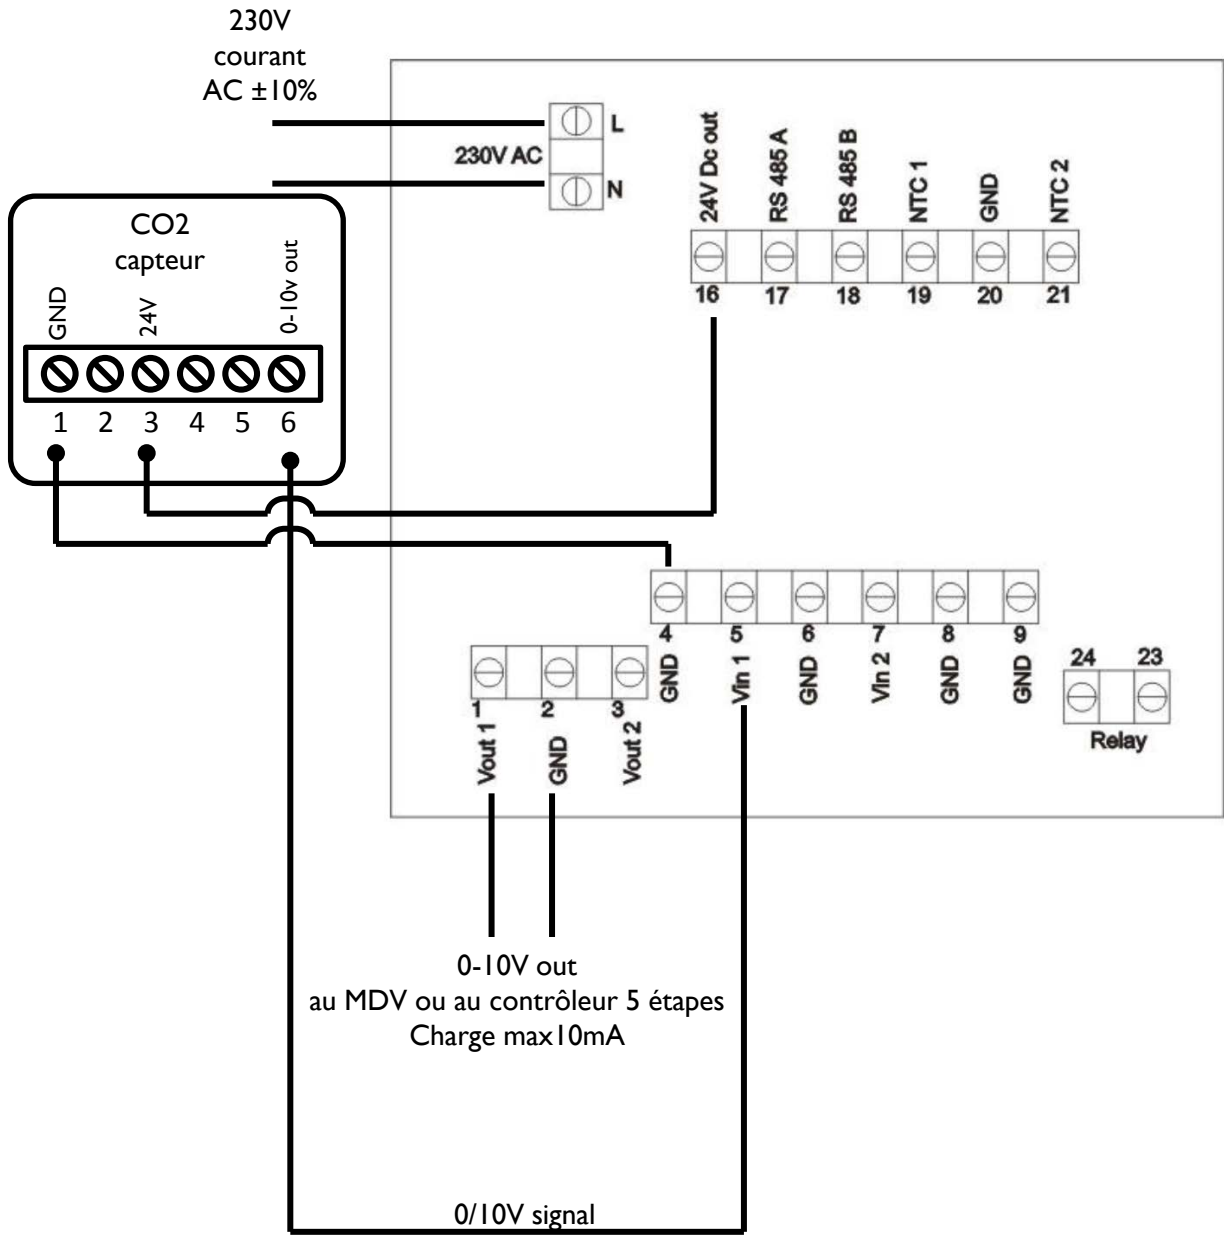 230V
courant
AC ±10%
L
230V AC
N
24V Dc out
RS 485 A
RS 485 B
NTC 1
GND
NTC 2
16 17 18 19 20 21
CO2
capteur
GND
24V
0-10v out
1 2 3 4 5 6
4 5 6 7 8 9
GND
Vin 1
GND
Vin 2
GND
GND
24 23
Relay
1 2 3
Vout 1
GND
Vout 2
0-10V out
au MDV ou au contrôleur 5 étapes
Charge max10mA
0/10V signal